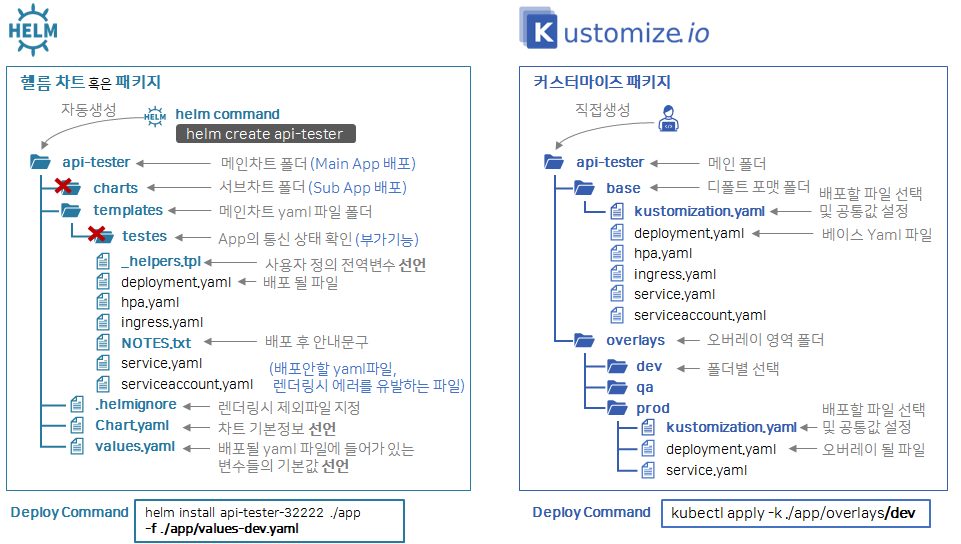 HELM
헬름 차트 혹은 패키지
자동생성
HELM
helm command
helm create api-tester
api-tester
메인차트 폴더 (Main App 배포)
charts
서브차트 폴더 (Sub App 배포)
templates
메인차트 yaml 파일 폴더
testes
App의 통신 상태 확인 (부가기능)
_helpers.tpl
사용자 정의 전역변수 선언
deployment.yaml
배포 될 파일
hpa.yaml
ingress.yaml
NOTES.txt
배포 후 안내문구
service.yaml
serviceaccount.yaml
(배포안할 yaml파일,
렌더링시 에러를 유발하는 파일)
.helmignore
렌더링시 제외파일 지정
Chart.yaml
차트 기본정보 선언
values.yaml
배포될 yaml 파일에 들어가 있는
변수들의 기본값 선언
Deploy Command
helm install api-tester-32222 ./app
-f ./app/values-dev.yaml
Kustomize.io
커스터마이즈 패키지
직접생성
api-tester
메인 폴더
base
디폴트 포맷 폴더
kustomization.yaml
배포할 파일 선택
및 공통값 설정
deployment.yaml
베이스 Yaml 파일
hpa.yaml
ingress.yaml
service.yaml
serviceaccount.yaml
overlays
오버레이 영역 폴더
dev
폴더별 선택
qa
prod
kustomization.yaml
배포할 파일 선택
및 공통값 설정
deployment.yaml
오버레이 될 파일
service.yaml
Deploy Command
kubectl apply -k ./app/overlays/dev